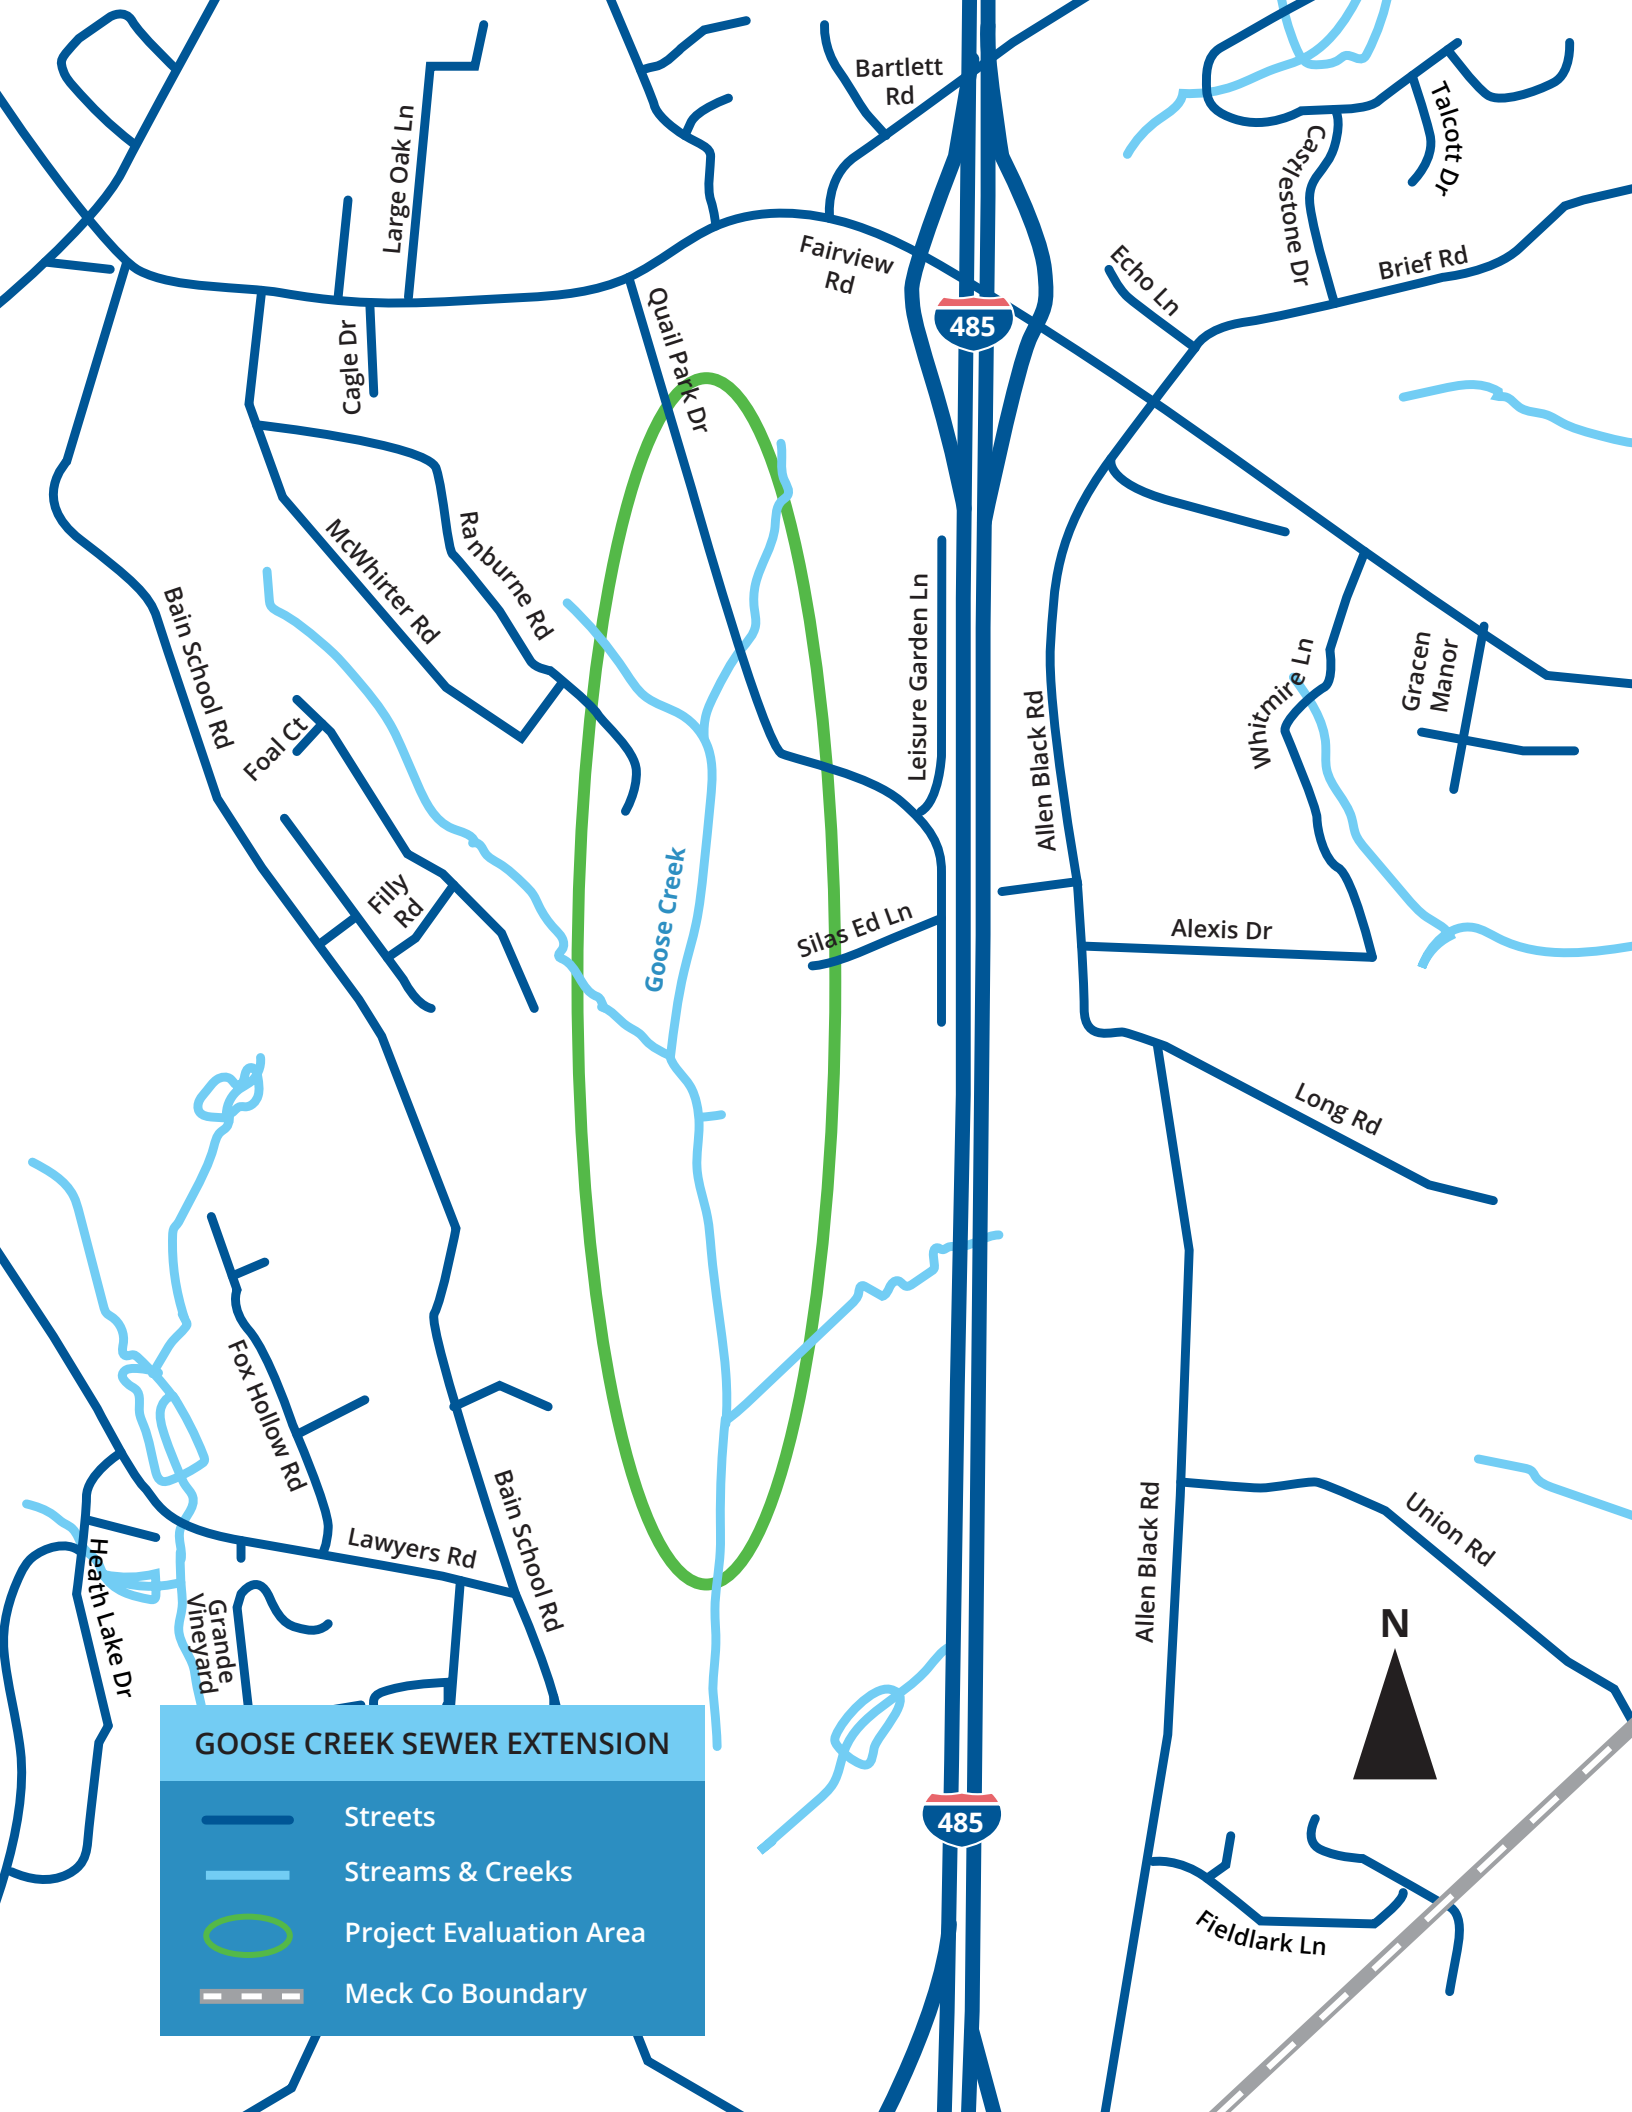 Bartlett
Rd
Talcott Dr
Large Oak Ln
Castlestone Dr
Fairview
Rd
Echo Ln
Brief Rd
Quail Park Dr
485
Cagle Dr
McWhirter Rd
Ranburne Rd
Leisure Garden Ln
Bain School Rd
Whitmire Ln
Gracen
Manor
Allen Black Rd
Foal Ct
Goose Creek
Filly
Rd
Silas Ed Ln
Alexis Dr
Long Rd
Fox Hollow Rd
Bain School Rd
Allen Black Rd
Union Rd
Lawyers Rd
Heath Lake Dr
Grande
Vineyard
N
GOOSE CREEK SEWER EXTENSION
Streets
Streams & Creeks
Project Evaluation Area
Meck Co Boundary
485
Fieldlark Ln